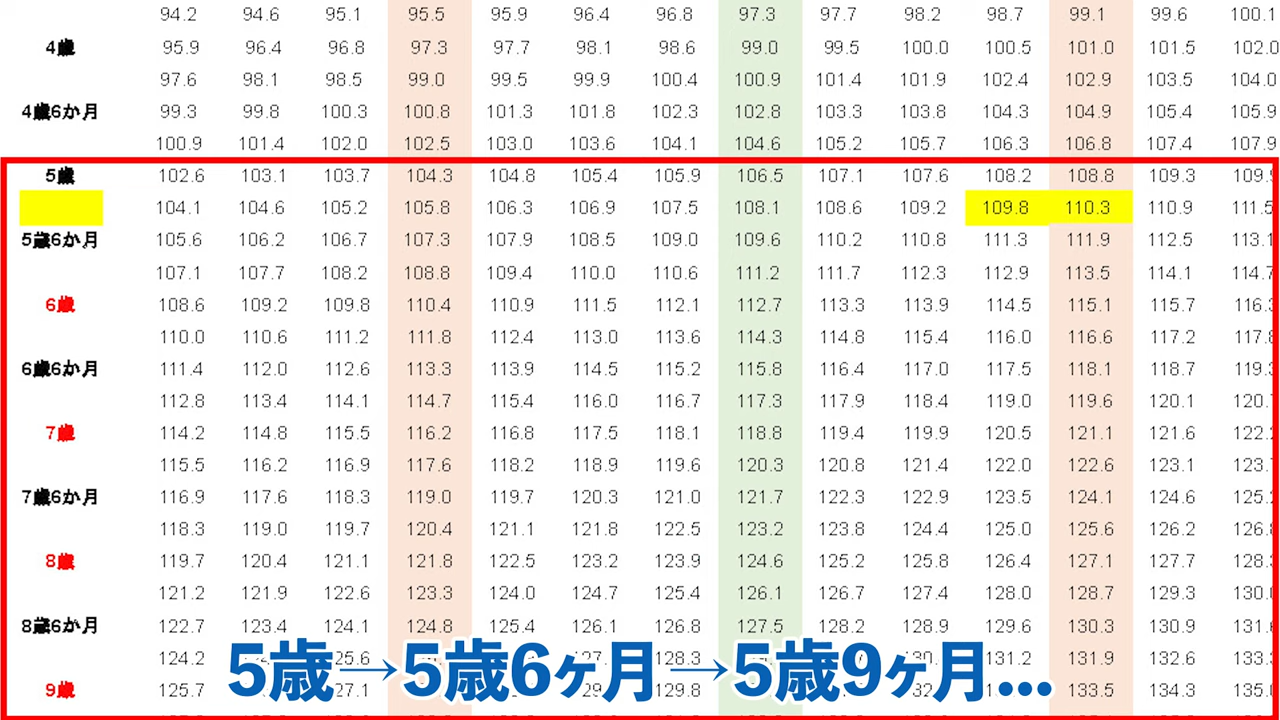 94.2 94.6 95.1 95.5 95.9 96.4 96.8 97.3 97.7 98.2 98.7 99.1 99.6 100.1
4歳 95.9 96.4 96.8 97.3 97.7 98.1 98.6 99.0 99.5 100.0 100.5 101.0 101.5 102.0
97.6 98.1 98.5 99.0 99.5 99.9 100.4 100.9 101.4 101.9 102.4 102.9 103.5 104.0
4歳6か月 99.3 99.8 100.3 100.8 101.3 101.8 102.3 102.8 103.3 103.8 104.3 104.9 105.4 105.9
100.9 101.4 102.0 102.5 103.0 103.6 104.1 104.6 105.2 105.7 106.3 106.8 107.4 107.9
5歳 102.6 103.1 103.7 104.3 104.8 105.4 105.9 106.5 107.1 107.6 108.2 108.8 109.3 109.
104.1 104.6 105.2 105.8 106.3 106.9 107.5 108.1 108.6 109.2 109.8 110.3 110.9 111.5
5歳6か月 105.6 106.2 106.7 107.3 107.9 108.5 109.0 109.6 110.2 110.8 111.3 111.9 112.5 113.1
107.1 107.7 108.2 108.8 109.4 110.0 110.6 111.2 111.7 112.3 112.9 113.5 114.1 114.7
6歳 108.6 109.2 109.8 110.4 110.9 111.5 112.1 112.7 113.3 113.9 114.5 115.1 115.7 116.
110.0 110.6 111.2 111.8 112.4 113.0 113.6 114.3 114.8 115.4 116.0 116.6 117.2 117.
6歳6か月 111.4 112.0 112.6 113.3 113.9 114.5 115.2 115.8 116.4 117.0 117.5 118.1 118.7 119.
112.8 113.4 114.1 114.7 115.4 116.0 116.7 117.3 117.9 118.4 119.0 119.6 120.1 120.
7歳 114.2 114.8 115.5 116.2 116.8 117.5 118.1 118.8 119.4 119.9 120.5 121.1 121.6 122.
115.5 116.2 116.9 117.6 118.2 118.9 119.6 120.3 120.8 121.4 122.0 122.6 123.1 123.
7歳6か月 116.9 117.6 118.3 119.0 119.7 120.3 121.0 121.7 122.3 122.9 123.5 124.1 124.6 125.
118.3 119.0 119.7 120.4 121.1 121.8 122.5 123.2 123.8 124.4 125.0 125.6 126.2 126.
8歳 119.7 120.4 121.1 121.8 122.5 123.2 123.9 124.6 125.2 125.8 126.4 127.1 127.7 128.
121.2 121.9 122.6 123.3 124.0 124.7 125.4 126.1 126.7 127.4 128.0 128.7 129.3 130.
8歳6か月 122.7 123.4 124.1 124.8 125.4 126.1 126.8 127.5 128.2 128.9 129.6 130.3 130.9 131.
124.2 25.6 128.3 131.2 131.9 132.6 133.
9歳 125.7 27.1 129.8 133.5 134.3 135.
5歳→5歳6ヶ月→5歳9ヶ月...